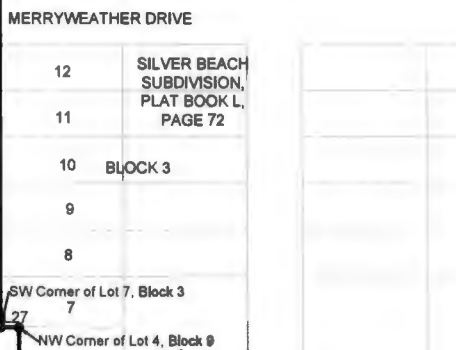 MERRYWEATHER DRIVE
12
SILVER BEACH
SUBDIVISION,
PLAT BOOK L,
PAGE 72
11
10
BLOCK 3
9
8
SW Corner of Lot 7, Block 3
7
27
NW Corner of Lot 4, Block 9